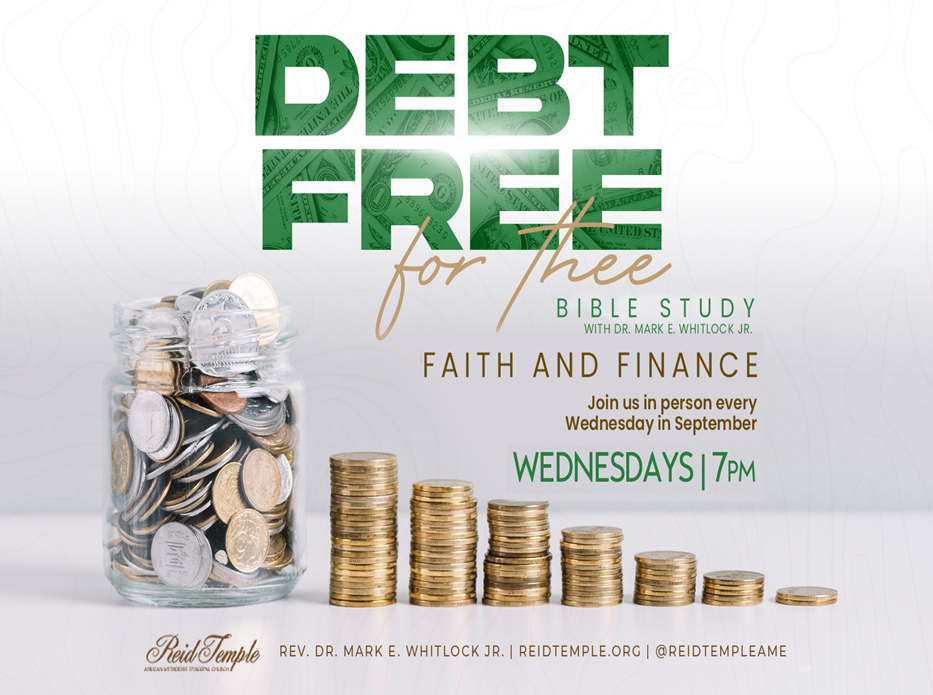 DEBT
FREE
for thee
BIBLE STUDY
WITH DR. MARK E. WHITLOCK JR.
FAITH AND FINANCE
Join us in person every
Wednesday in September
WEDNESDAYS | 7PM
Reid Temple
AFRICAN METHODIST EPISCOPAL CHURCH
REV. DR. MARK E. WHITLOCK JR. | REIDTEMPLE.ORG | @REIDTEMPLEAME